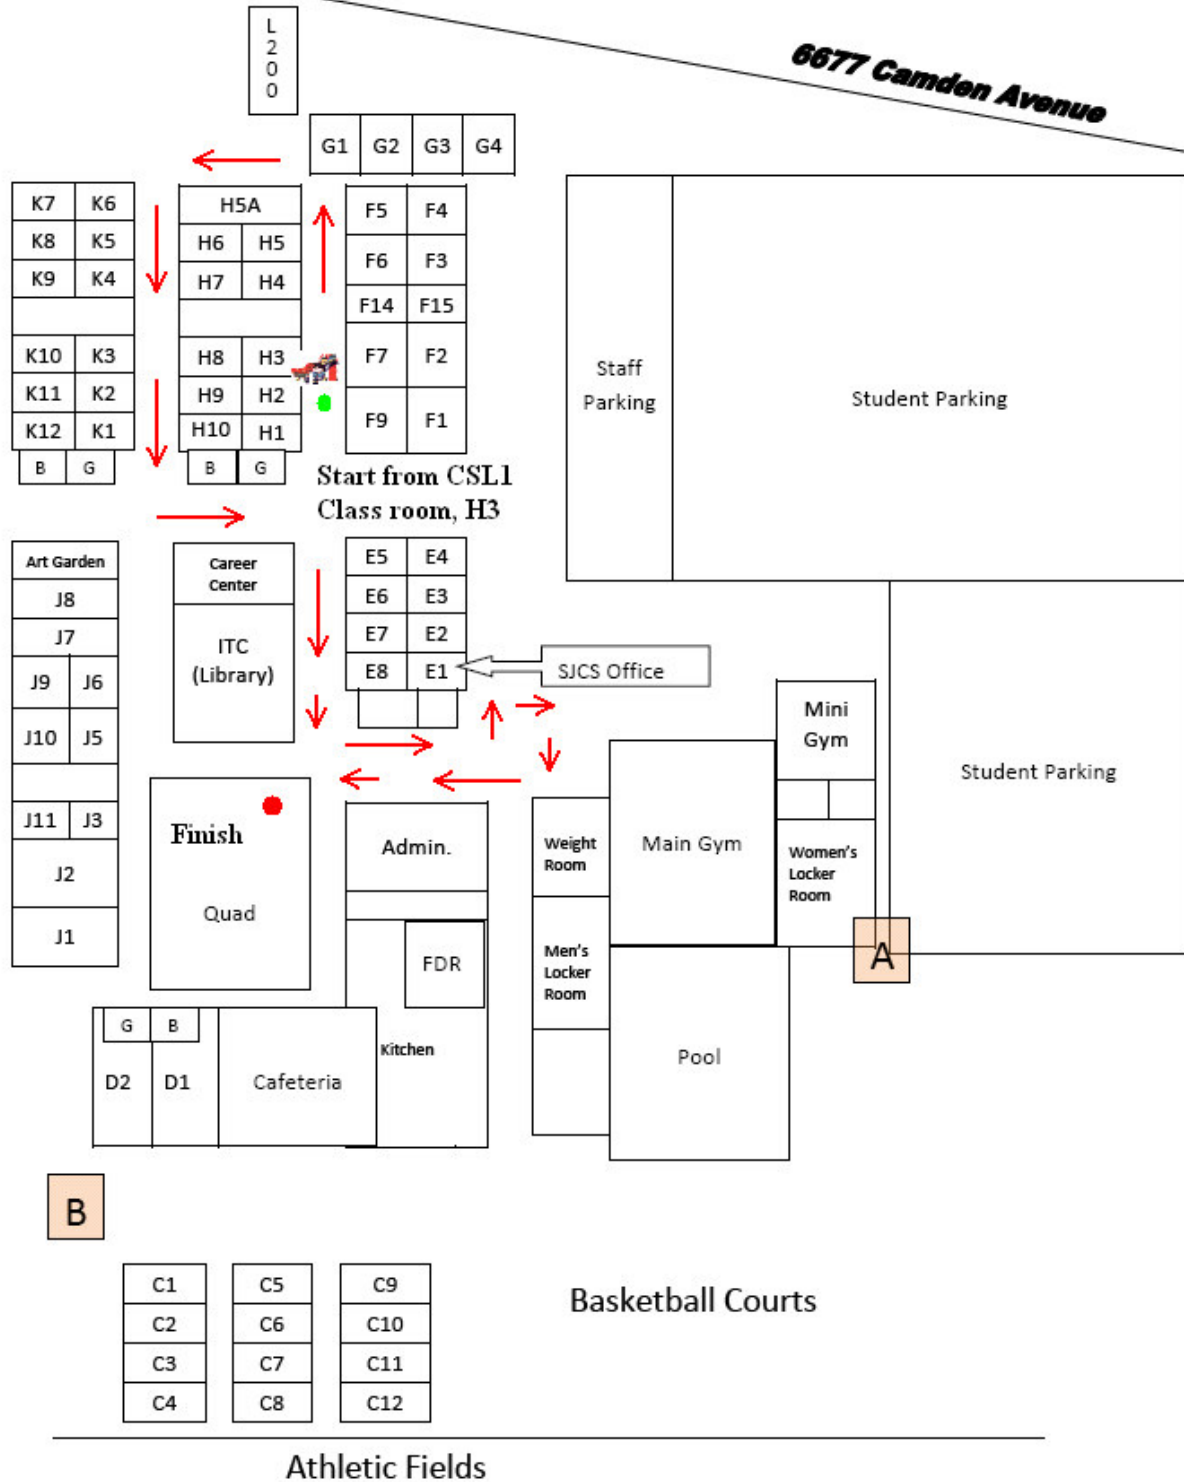 L
2
0
0
6677 Camden Avenue
G1 G2 G3 G4
K7 K6
K8 K5
K9 K4
K10 K3
K11 K2
K12 K1
B G
H5A
H6 H5
H7 H4
H8 H3
H9 H2
H10 H1
B G
F5 F4
F6 F3
F14 F15
F7 F2
F9 F1
Staff
Parking
Student Parking
Start from CSL1
Class room, H3
Art Garden
J8
J7
J9 J6
J10 J5
J11 J3
J2
J1
Career
Center
ITC
(Library)
E5 E4
E6 E3
E7 E2
E8 E1
SJCS Office
Mini
Gym
Student Parking
Finish
Quad
Admin.
FDR
Kitchen
Weight
Room
Main Gym
Women's
Locker
Room
A
Men's
Locker
Room
Pool
G B
D2 D1
Cafeteria
B
C1 C5 C9
C2 C6 C10
C3 C7 C11
C4 C8 C12
Basketball Courts
Athletic Fields